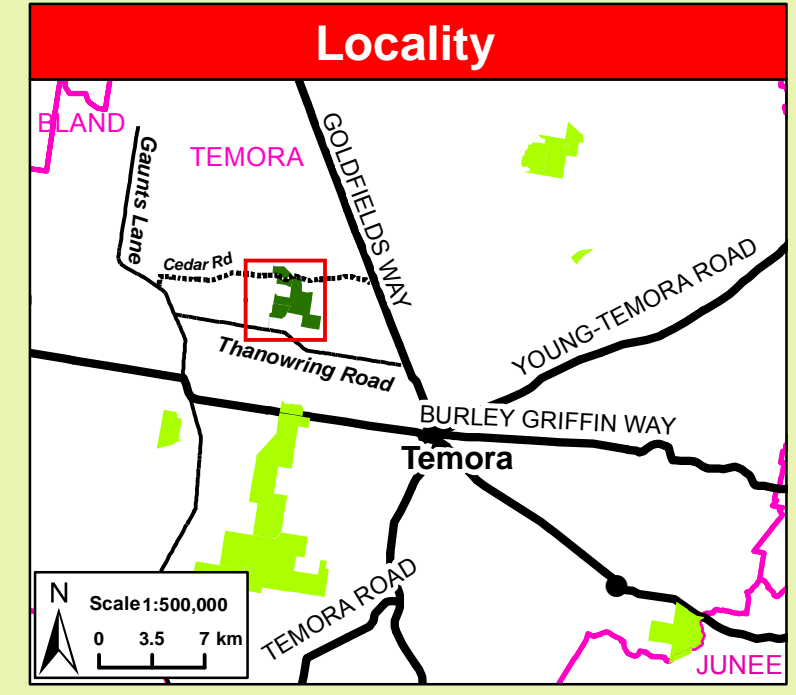 Locality
BLAND
TEMORA
Gaunts Lane
GOLDFIELDS WAY
Cedar Rd
YOUNG-TEMORA ROAD
Thanowring Road
BURLEY GRIFFIN WAY
Temora
TEMORA ROAD
N
Scale 1:500,000
0 3.5 7 km
JUNEE